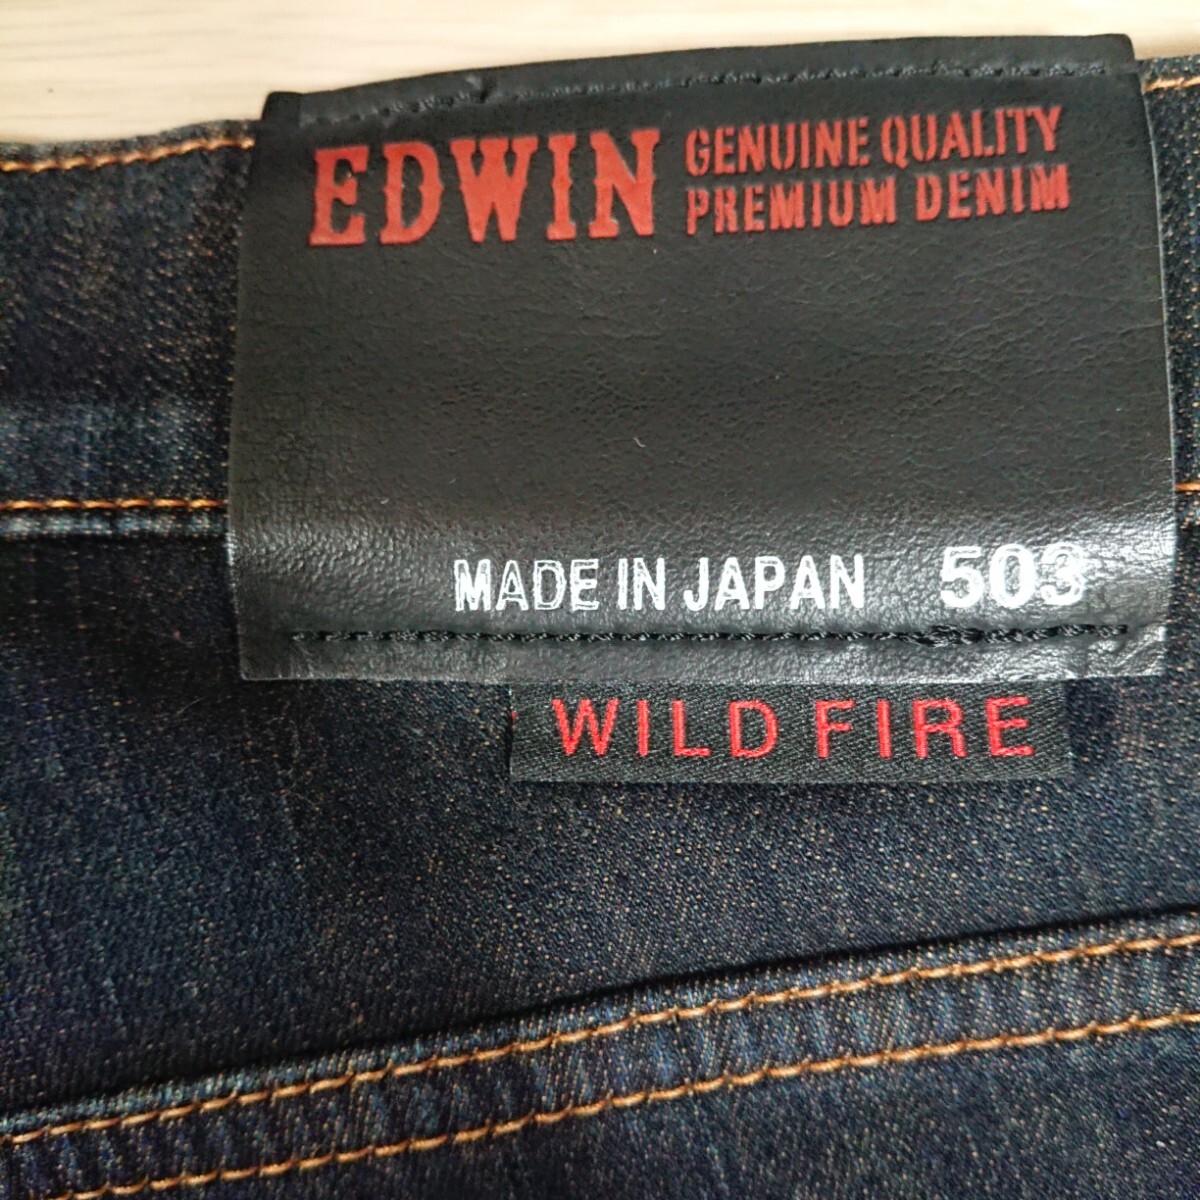 EDWIN
GENUINE QUALITY
PREMIUM DENIM
MADE IN JAPAN 503
WILD FIRE